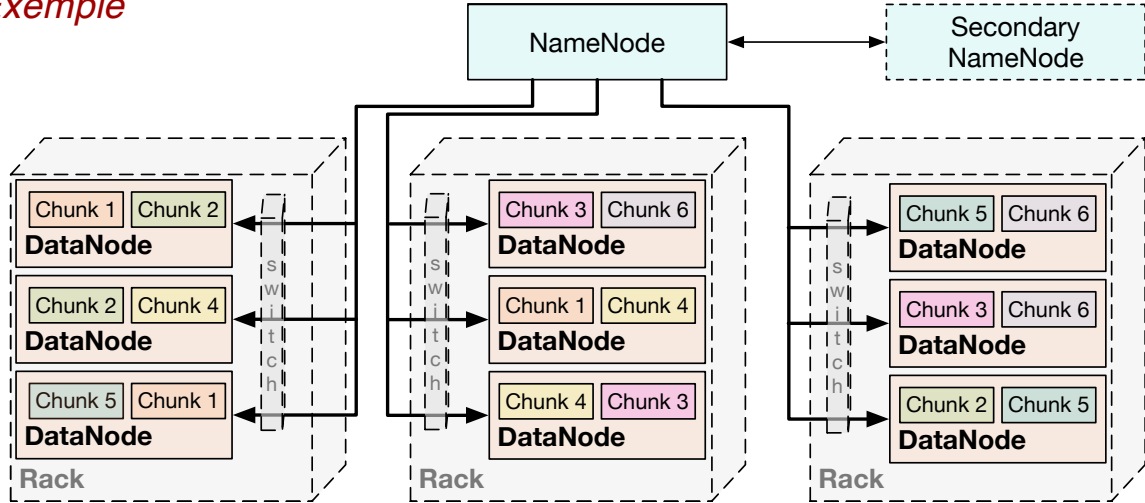 Exemple
NameNode
Secondary
NameNode
Chunk 1 Chunk 2
DataNode
Chunk 2 Chunk 4
DataNode
Chunk 5 Chunk 1
DataNode
switch
Rack
Chunk 3 Chunk 6
DataNode
Chunk 1 Chunk 4
DataNode
Chunk 4 Chunk 3
DataNode
switch
Rack
Chunk 5 Chunk 6
DataNode
Chunk 3 Chunk 6
DataNode
Chunk 2 Chunk 5
DataNode
switch
Rack